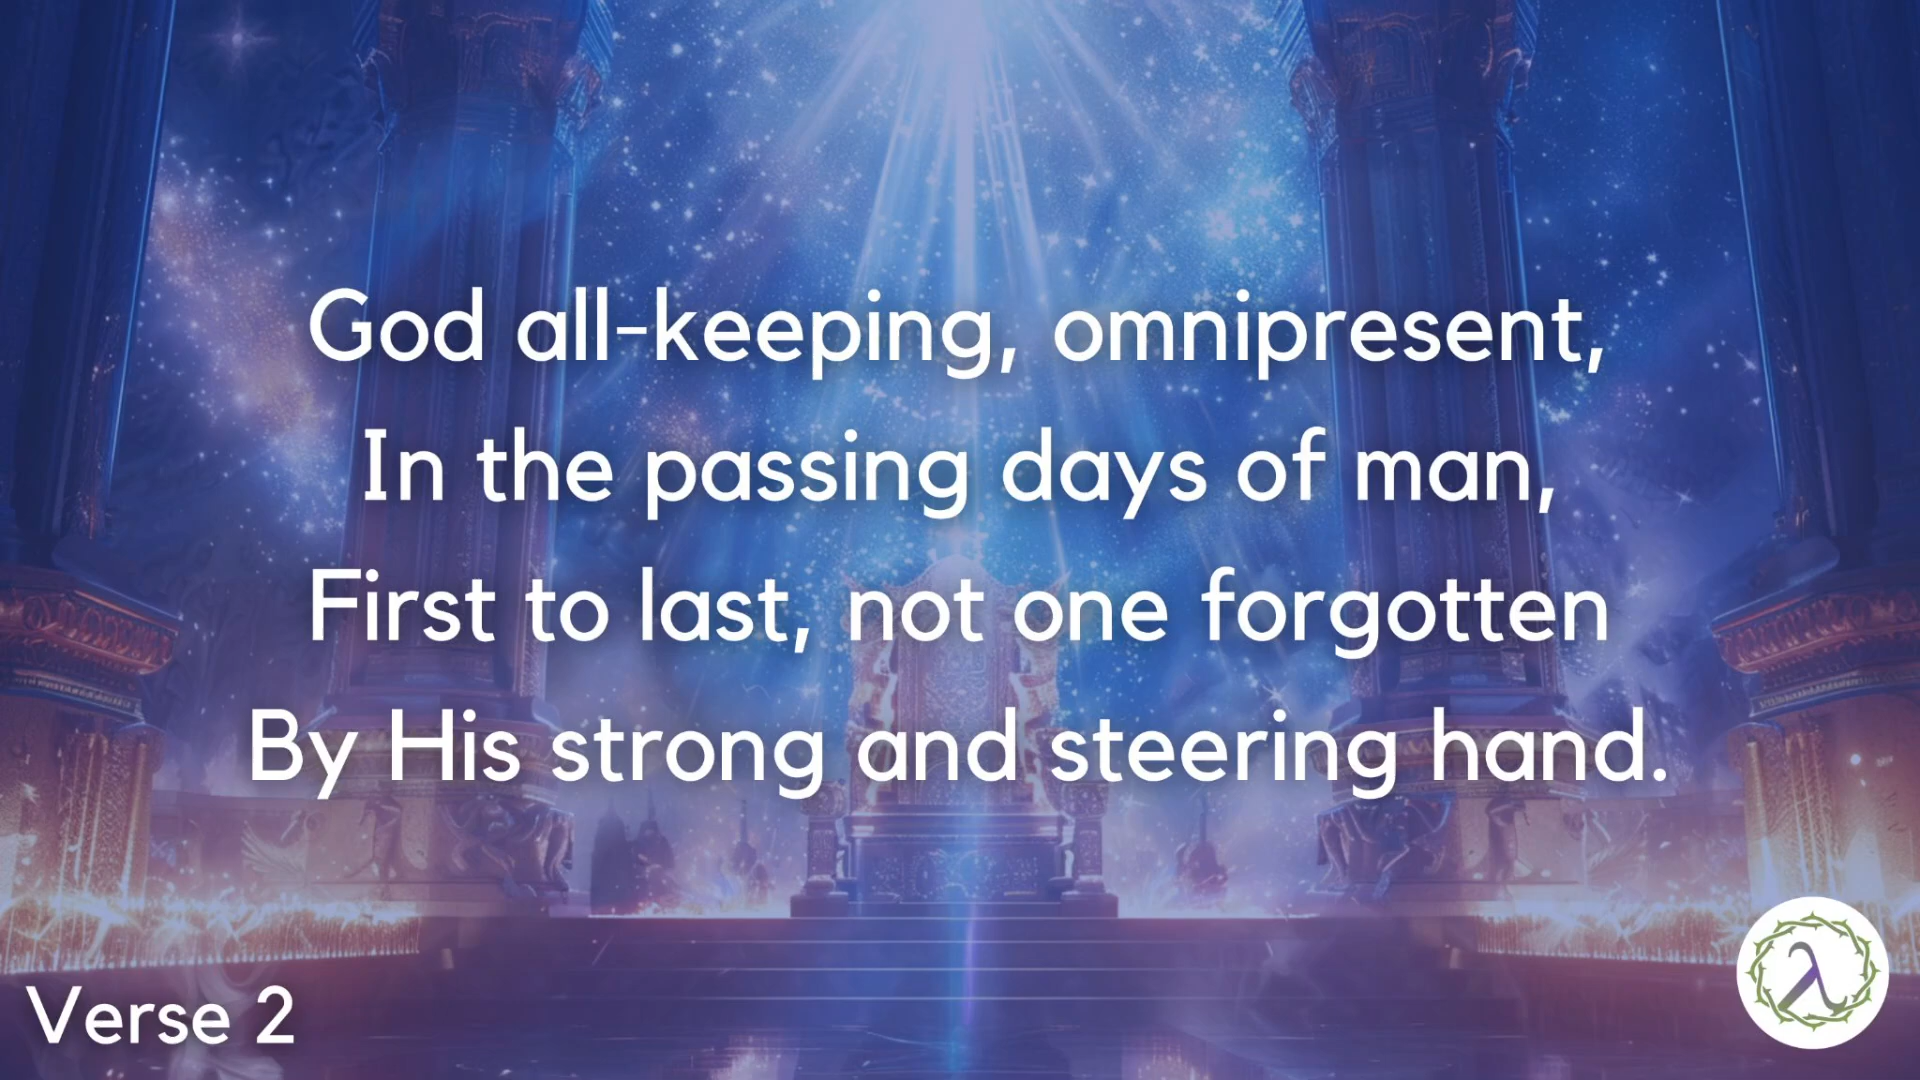 God all-keeping, omnipresent,
In the passing days of man,
First to last, not one forgotten
By His strong and steering hand.
Verse 2
λ